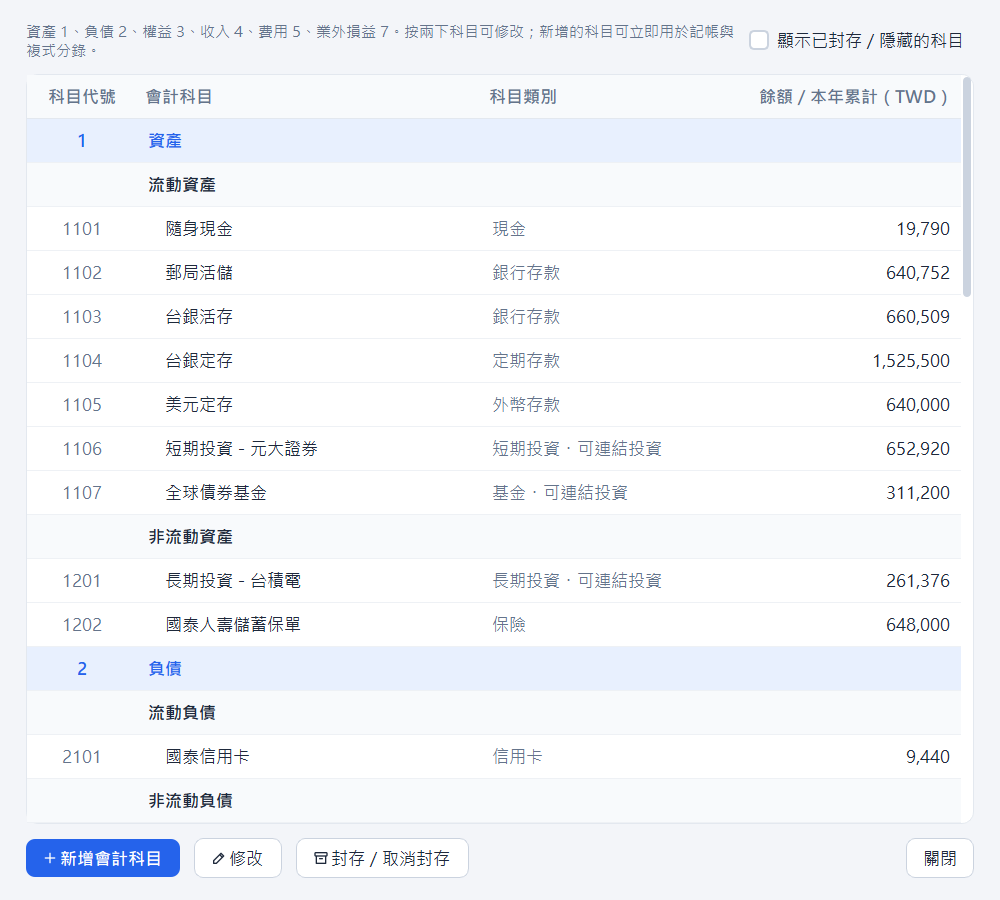 資產 1、負債 2、權益 3、收入 4、費用 5、業外損益 7。按兩下科目可修改；新增的科目可立即用於記帳與
複式分錄。
顯示已封存 / 隱藏的科目
科目代號 會計科目 科目類別 餘額 / 本年累計 ( TWD )
1 資產
流動資產
1101 隨身現金 現金 19,790
1102 郵局活儲 銀行存款 640,752
1103 台銀活存 銀行存款 660,509
1104 台銀定存 定期存款 1,525,500
1105 美元定存 外幣存款 640,000
1106 短期投資 - 元大證券 短期投資 · 可連結投資 652,920
1107 全球債券基金 基金 · 可連結投資 311,200
非流動資產
1201 長期投資 - 台積電 長期投資 · 可連結投資 261,376
1202 國泰人壽儲蓄保單 保險 648,000
2 負債
流動負債
2101 國泰信用卡 信用卡 9,440
非流動負債
+ 新增會計科目 修改 封存 / 取消封存 關閉